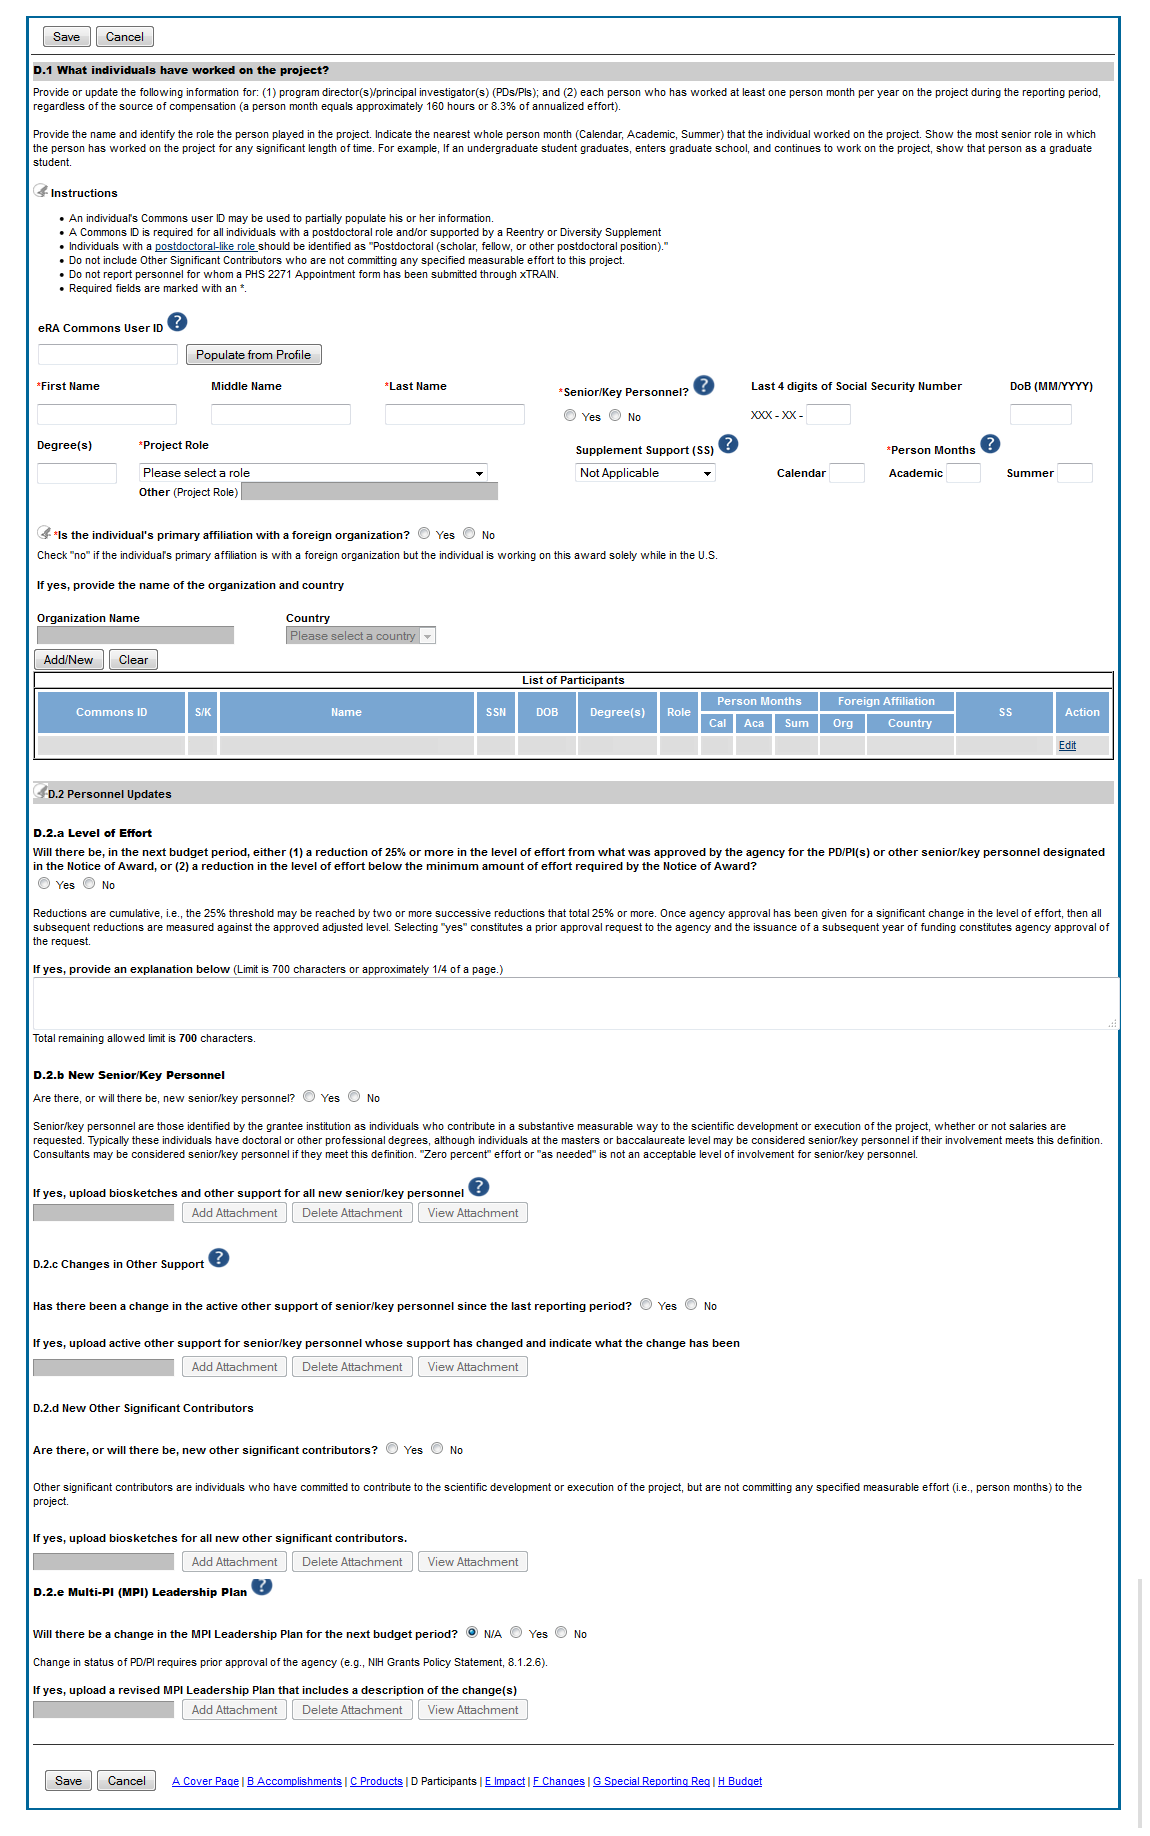 Save Cancel
D.1 What individuals have worked on the project?
Provide or update the following information for: (1) program director(s)/principal investigator(s) (PDs/PIs); and (2) each person who has worked at least one person month per year on the project during the reporting period,
regardless of the source of compensation (a person month equals approximately 160 hours or 8.3% of annualized effort).
Provide the name and identify the role the person played in the project. Indicate the nearest whole person month (Calendar, Academic, Summer) that the individual worked on the project. Show the most senior role in which
the person has worked on the project for any significant length of time. For example, If an undergraduate student graduates, enters graduate school, and continues to work on the project, show that person as a graduate
student.
Instructions
• An individual's Commons user ID may be used to partially populate his or her information.
• A Commons ID is required for all individuals with a postdoctoral role and/or supported by a Reentry or Diversity Supplement
• Individuals with a postdoctoral-like role should be identified as "Postdoctoral (scholar, fellow, or other postdoctoral position)."
• Do not include Other Significant Contributors who are not committing any specified measurable effort to this project.
• Do not report personnel for whom a PHS 2271 Appointment form has been submitted through xTRAIN.
• Required fields are marked with an *.
eRA Commons User ID ?
Populate from Profile
*First Name Middle Name *Last Name *Senior/Key Personnel? ? Last 4 digits of Social Security Number DoB (MM/YYYY)
Yes No XXX - XX -
Degree(s) *Project Role Supplement Support (SS) ? *Person Months ?
Please select a role Not Applicable Calendar Academic Summer
Other (Project Role)
*Is the individual's primary affiliation with a foreign organization? Yes No
Check "no" if the individual's primary affiliation is with a foreign organization but the individual is working on this award solely while in the U.S.
If yes, provide the name of the organization and country
Organization Name Country
Please select a country
Add/New Clear
List of Participants
Commons ID S/K Name SSN DOB Degree(s) Role Person Months Foreign Affiliation SS Action
Cal Aca Sum Org Country
Edit
D.2 Personnel Updates
D.2.a Level of Effort
Will there be, in the next budget period, either (1) a reduction of 25% or more in the level of effort from what was approved by the agency for the PD/PI(s) or other senior/key personnel designated
in the Notice of Award, or (2) a reduction in the level of effort below the minimum amount of effort required by the Notice of Award?
Yes No
Reductions are cumulative, i.e., the 25% threshold may be reached by two or more successive reductions that total 25% or more. Once agency approval has been given for a significant change in the level of effort, then all
subsequent reductions are measured against the approved adjusted level. Selecting "yes" constitutes a prior approval request to the agency and the issuance of a subsequent year of funding constitutes agency approval of
the request.
If yes, provide an explanation below (Limit is 700 characters or approximately 1/4 of a page.)
Total remaining allowed limit is 700 characters.
D.2.b New Senior/Key Personnel
Are there, or will there be, new senior/key personnel? Yes No
Senior/key personnel are those identified by the grantee institution as individuals who contribute in a substantive measurable way to the scientific development or execution of the project, whether or not salaries are
requested. Typically these individuals have doctoral or other professional degrees, although individuals at the masters or baccalaureate level may be considered senior/key personnel if their involvement meets this definition.
Consultants may be considered senior/key personnel if they meet this definition. "Zero percent" effort or "as needed" is not an acceptable level of involvement for senior/key personnel.
If yes, upload biosketches and other support for all new senior/key personnel ?
Add Attachment Delete Attachment View Attachment
D.2.c Changes in Other Support ?
Has there been a change in the active other support of senior/key personnel since the last reporting period? Yes No
If yes, upload active other support for senior/key personnel whose support has changed and indicate what the change has been
Add Attachment Delete Attachment View Attachment
D.2.d New Other Significant Contributors
Are there, or will there be, new other significant contributors? Yes No
Other significant contributors are individuals who have committed to contribute to the scientific development or execution of the project, but are not committing any specified measurable effort (i.e., person months) to the
project.
If yes, upload biosketches for all new other significant contributors.
Add Attachment Delete Attachment View Attachment
D.2.e Multi-PI (MPI) Leadership Plan ?
Will there be a change in the MPI Leadership Plan for the next budget period? N/A Yes No
Change in status of PD/PI requires prior approval of the agency (e.g., NIH Grants Policy Statement, 8.1.2.6).
If yes, upload a revised MPI Leadership Plan that includes a description of the change(s)
Add Attachment Delete Attachment View Attachment
Save Cancel A Cover Page | B Accomplishments | C Products | D Participants | E Impact | F Changes | G Special Reporting Req | H Budget